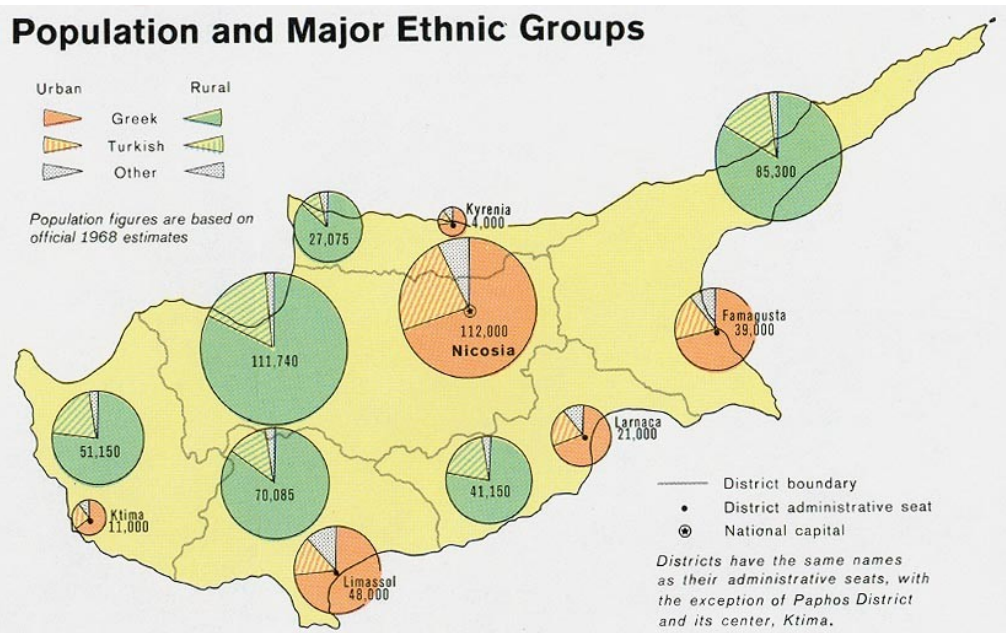 Population and Major Ethnic Groups
Urban Rural
Greek
Turkish
Other
Population figures are based on
official 1968 estimates
85,300
Kyrenia
4,000
27,075
112,000
Nicosia
Famagusta
39,000
111,740
Larnaca
21,000
51,150
70,085
41,150
Ktima
11,000
Limassol
48,000
District boundary
District administrative seat
National capital
Districts have the same names
as their administrative seats, with
the exception of Paphos District
and its center, Ktima.